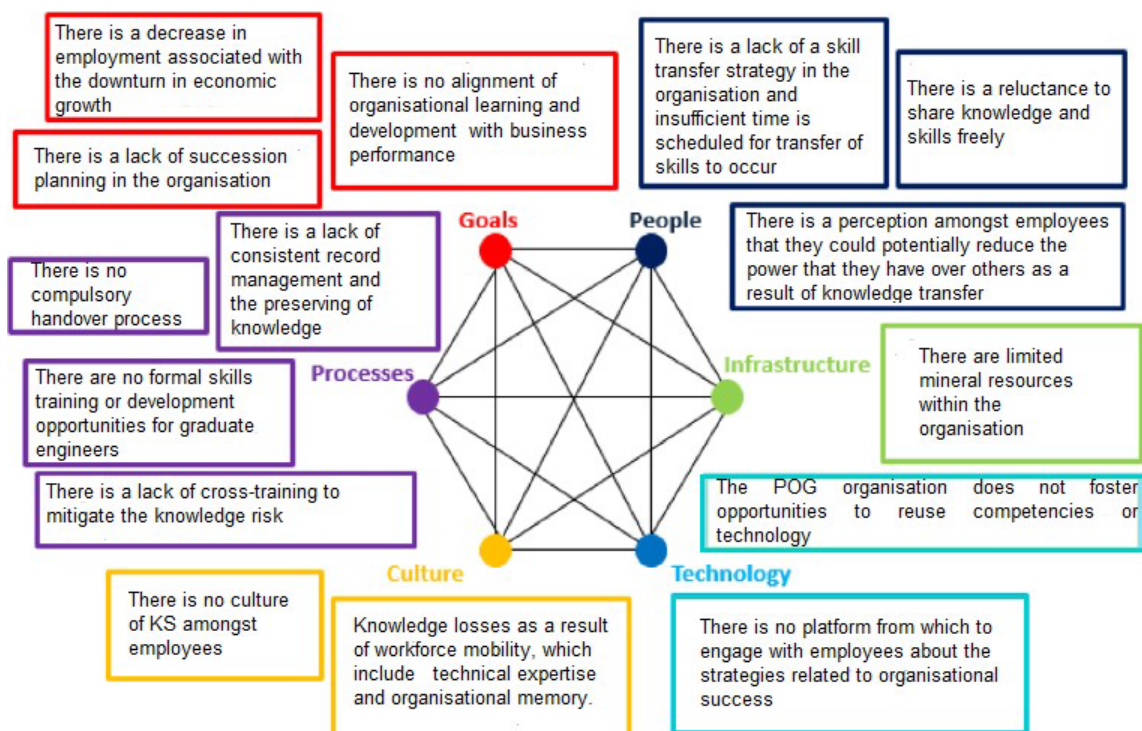 There is a decrease in
employment associated with
the downturn in economic
growth
There is no alignment of
organisational learning and
development with business
performance
There is a lack of a skill
transfer strategy in the
organisation and
insufficient time is
scheduled for transfer of
skills to occur
There is a reluctance to
share knowledge and
skills freely
There is a lack of succession
planning in the organisation
Goals
People
There is a lack of
consistent record
management and
the preserving of
knowledge
There is a perception amongst employees
that they could potentially reduce the
power that they have over others as a
result of knowledge transfer
There is no
compulsory
handover process
Processes
Infrastructure
There are limited
mineral resources
within the
organisation
There are no formal skills
training or development
opportunities for graduate
engineers
There is a lack of cross-training to
mitigate the knowledge risk
The POG organisation does not foster
opportunities to reuse competencies or
technology
Culture
Technology
There is no culture
of KS amongst
employees
Knowledge losses as a result
of workforce mobility, which
include technical expertise
and organisational memory.
There is no platform from which to
engage with employees about the
strategies related to organisational
success